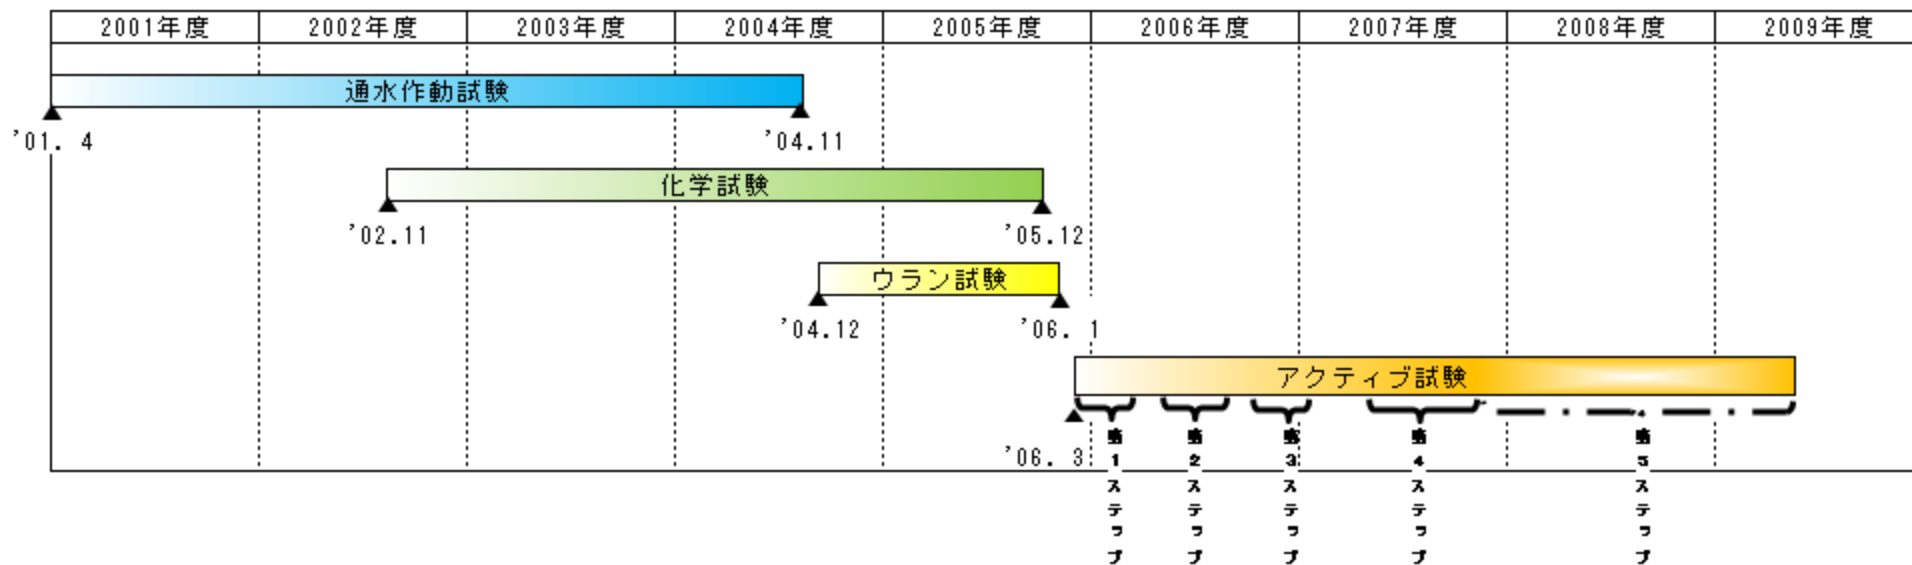 2001年度 2002年度 2003年度 2004年度 2005年度 2006年度 2007年度 2008年度 2009年度
通水作動試験
'01. 4 '04.11
化学試験
'02.11 '05.12
ウラン試験
'04.12 '06. 1
アクティブ試験
'06. 3
第1ステップ
第2ステップ
第3ステップ
第4ステップ
第5ステップ